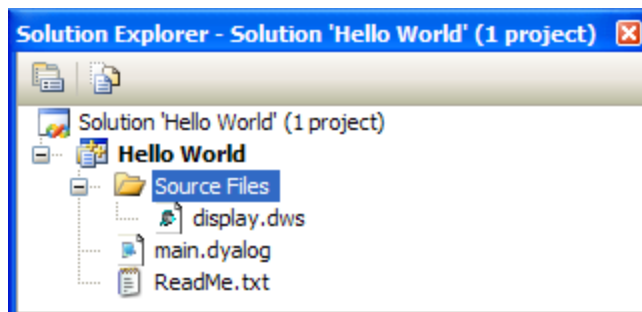 Solution Explorer - Solution 'Hello World' (1 project)
Solution 'Hello World' (1 project)
Hello World
Source Files
display.dws
main.dyalog
ReadMe.txt